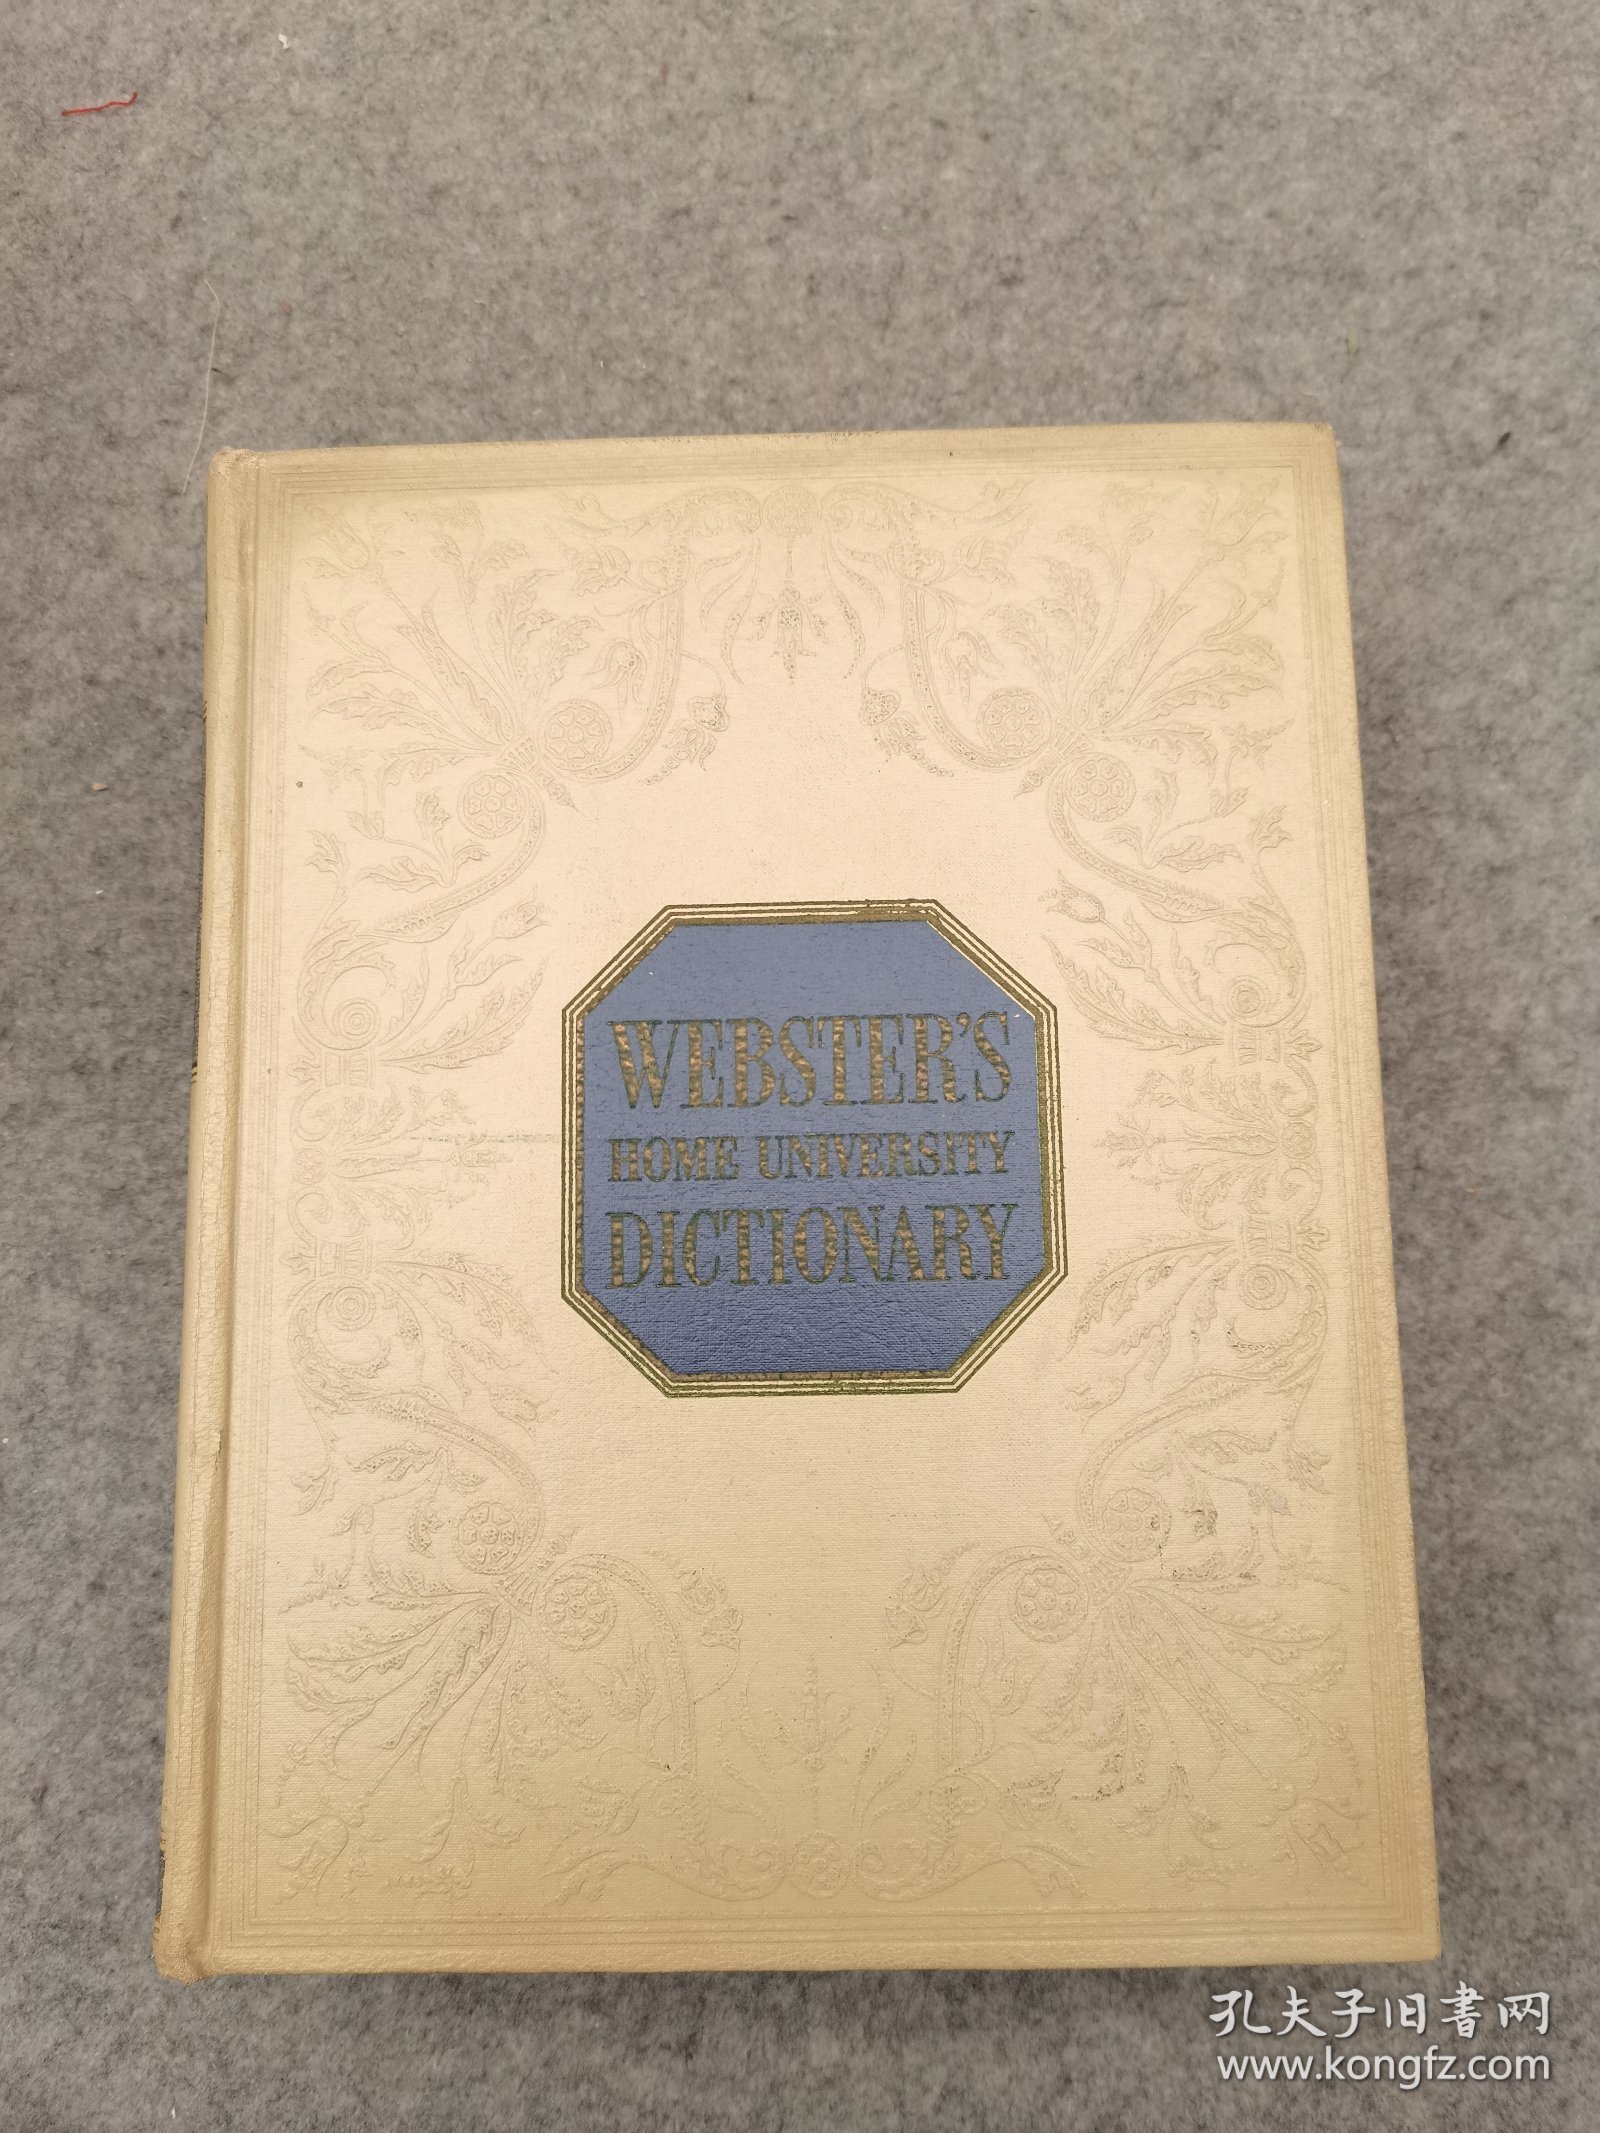 WEBSTER'S
HOME UNIVERSITY
DICTIONARY
孔夫子旧书网
www.kongfz.com